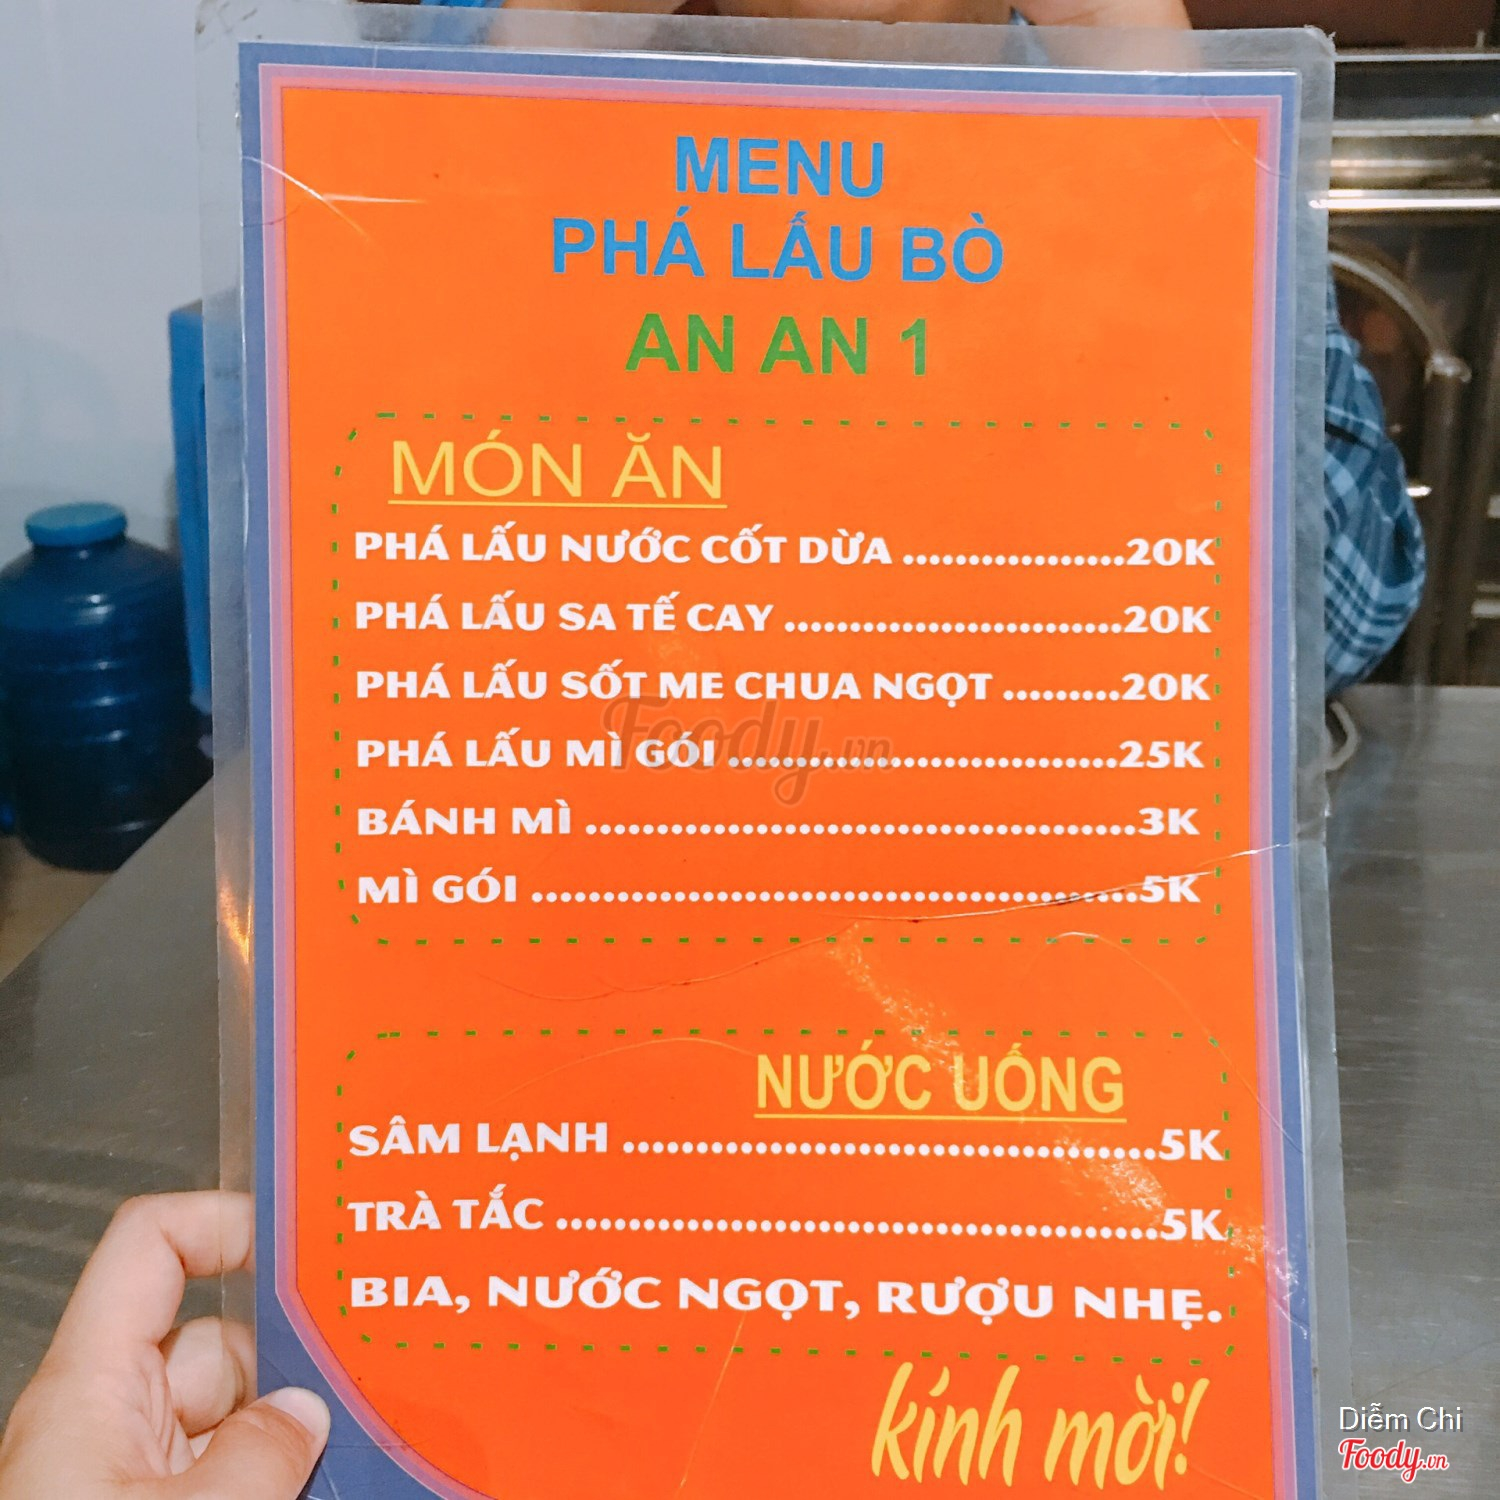 MENU
PHÁ LẤU BÒ
AN AN 1
MÓN ĂN
PHÁ LẤU NƯỚC CỐT DỪA .................20K
PHÁ LẤU SA TẾ CAY ..........................20K
PHÁ LẤU SỐT ME CHUA NGỌT .........20K
PHÁ LẤU MÌ GÓI ..............................25K
BÁNH MÌ .......................................3K
MÌ GÓI ...........................................5K
NƯỚC UỐNG
SÂM LẠNH .....................................5K
TRÀ TẮC ..........................................5K
BIA, NƯỚC NGỌT, RƯỢU NHẸ.
kính mời!
Foody.vn
Diễm Chi
Foody.vn